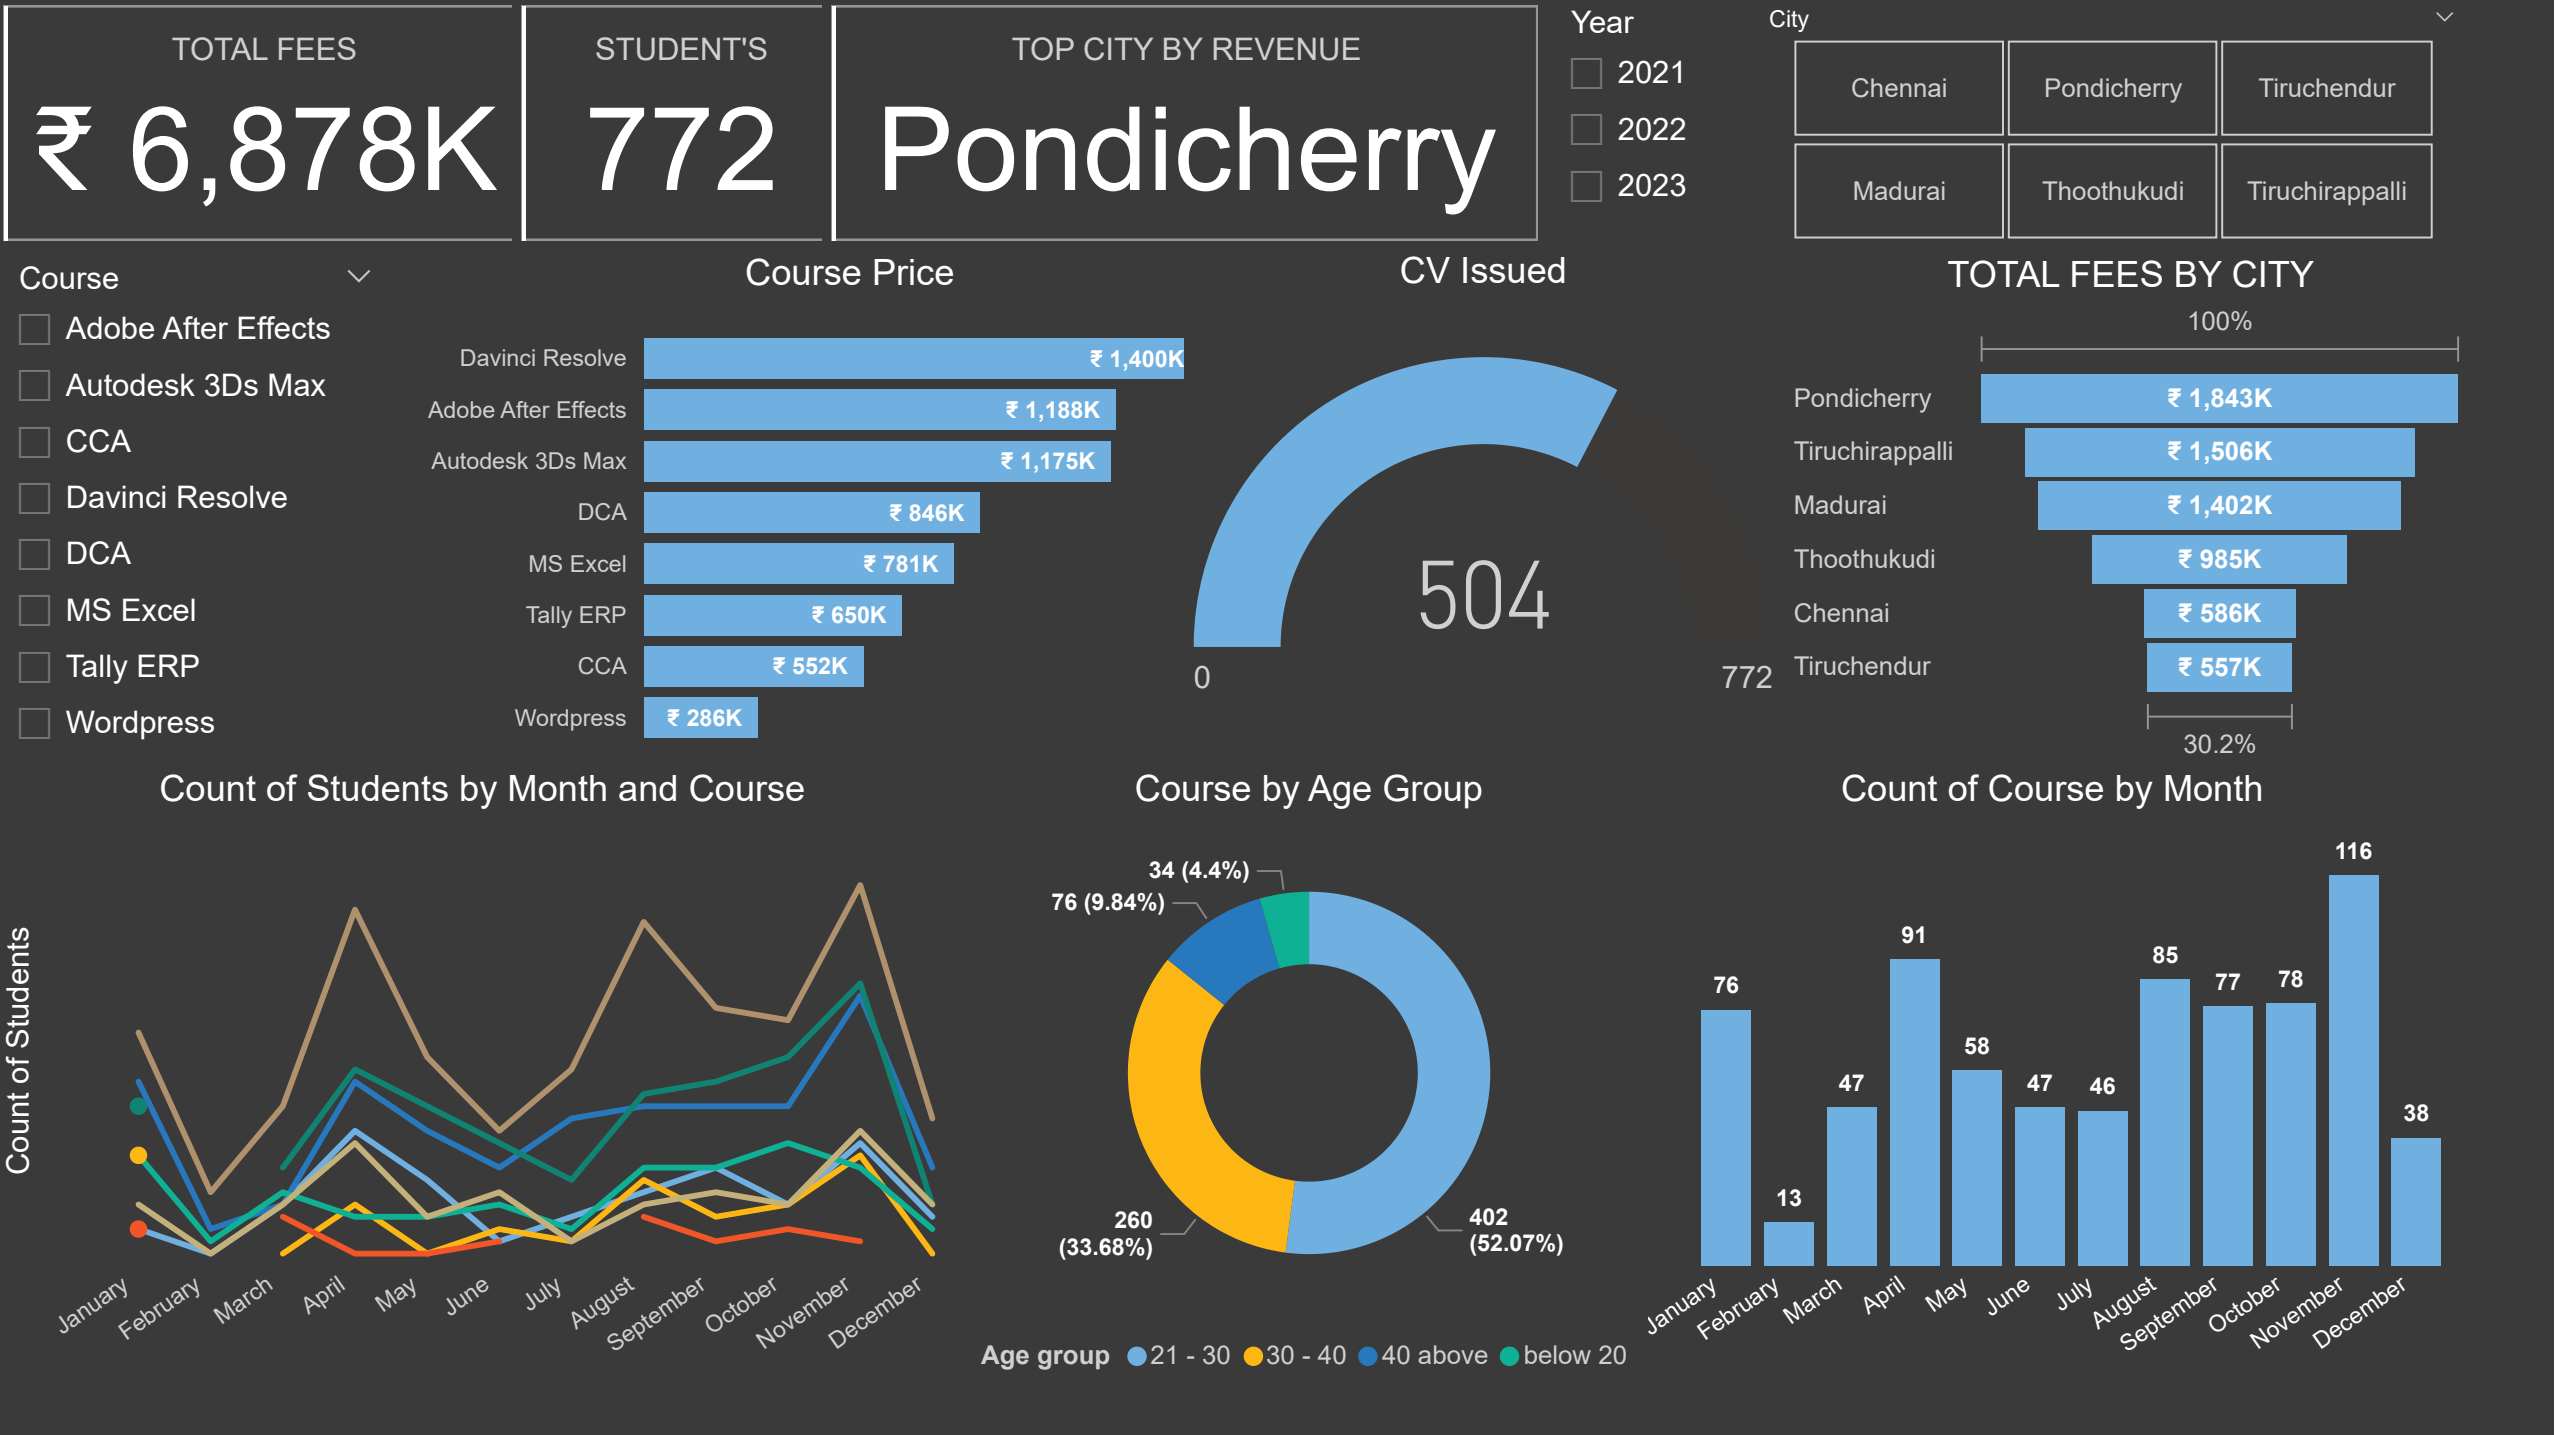 TOTAL FEES
₹ 6,878K
STUDENT'S
772
TOP CITY BY REVENUE
Pondicherry
Year
2021
2022
2023
City
Chennai
Pondicherry
Tiruchendur
Madurai
Thoothukudi
Tiruchirappalli
Course
Adobe After Effects
Autodesk 3Ds Max
CCA
Davinci Resolve
DCA
MS Excel
Tally ERP
Wordpress
Course Price
Davinci Resolve ₹ 1,400K
Adobe After Effects ₹ 1,188K
Autodesk 3Ds Max ₹ 1,175K
DCA ₹ 846K
MS Excel ₹ 781K
Tally ERP ₹ 650K
CCA ₹ 552K
Wordpress ₹ 286K
CV Issued
504
0
772
TOTAL FEES BY CITY
100%
Pondicherry ₹ 1,843K
Tiruchirappalli ₹ 1,506K
Madurai ₹ 1,402K
Thoothukudi ₹ 985K
Chennai ₹ 586K
Tiruchendur ₹ 557K
30.2%
Count of Students by Month and Course
Count of Students
January
February
March
April
May
June
July
August
September
October
November
December
Course by Age Group
34 (4.4%)
76 (9.84%)
260
(33.68%)
402
(52.07%)
Age group 21 - 30 30 - 40 40 above below 20
Count of Course by Month
76
13
47
91
58
47
46
85
77
78
116
38
January
February
March
April
May
June
July
August
September
October
November
December